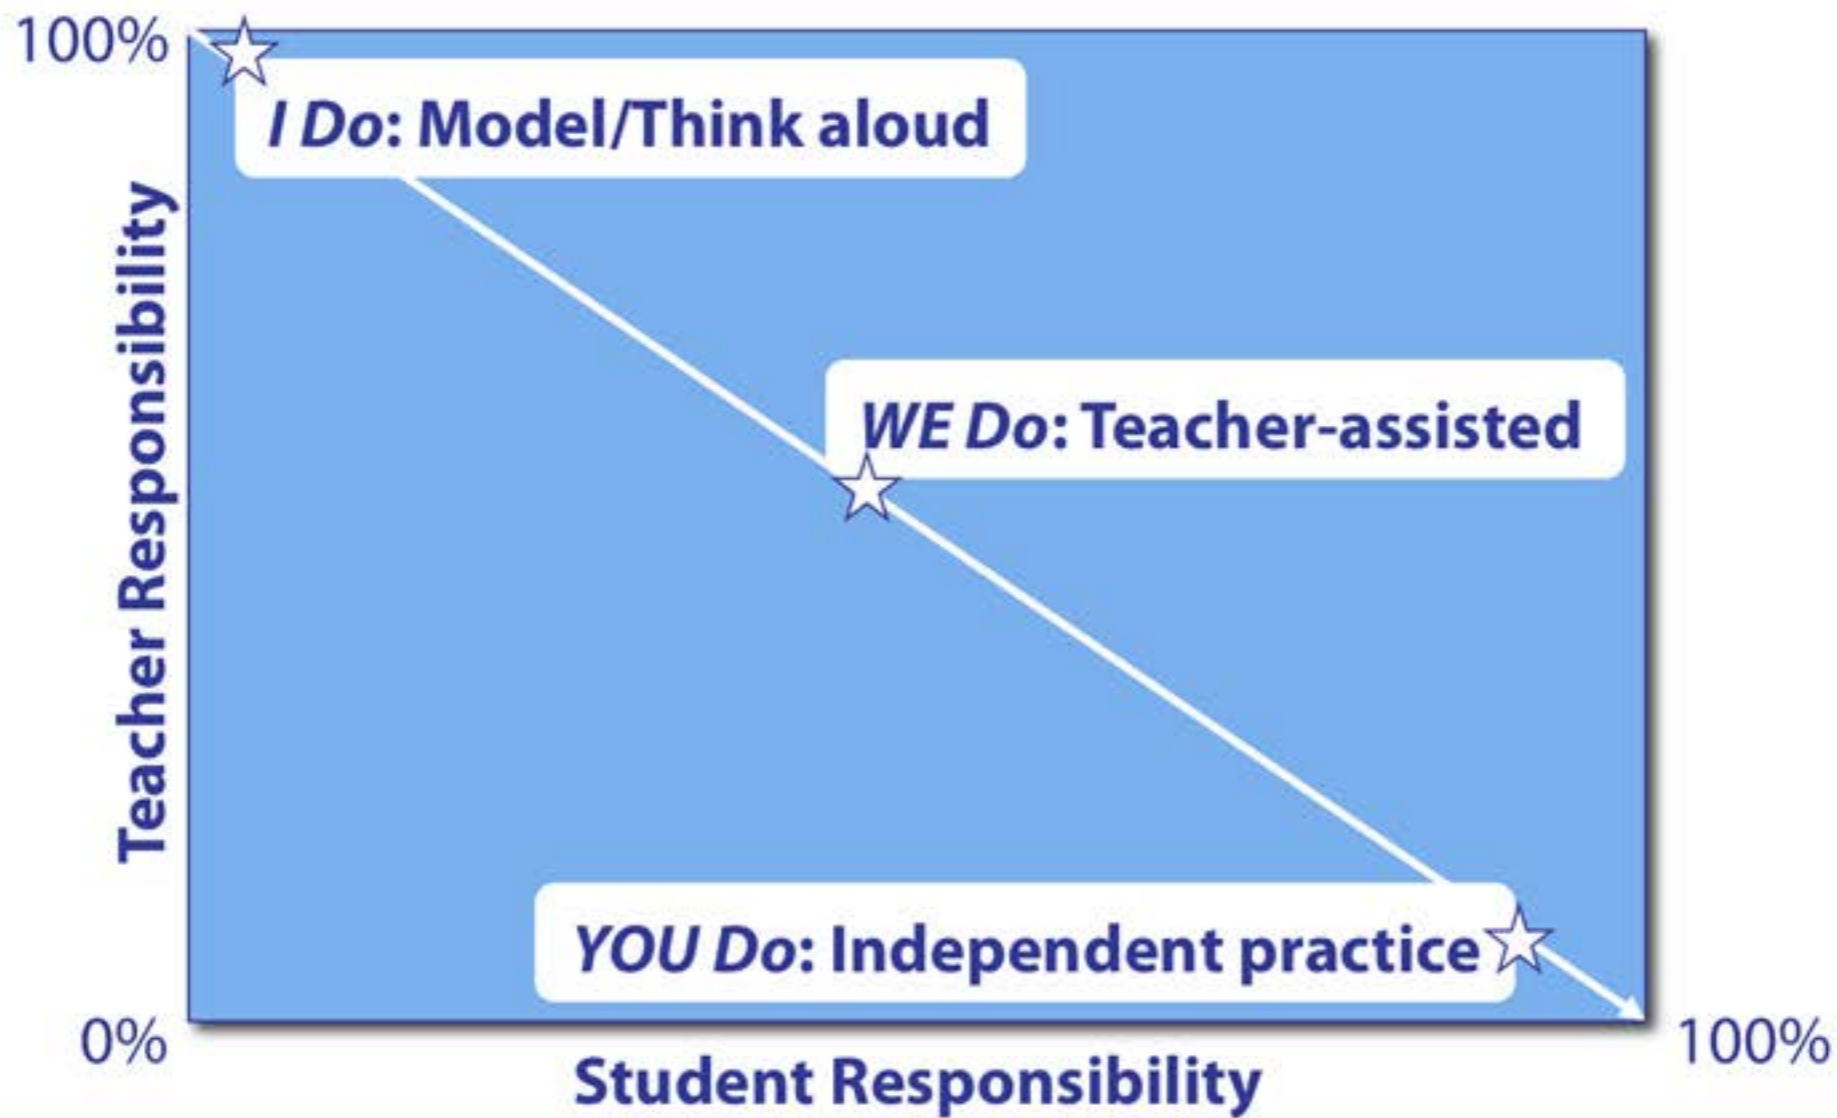 100%
I Do: Model/Think aloud
Teacher Responsibility
WE Do: Teacher-assisted
YOU Do: Independent practice
0%
100%
Student Responsibility